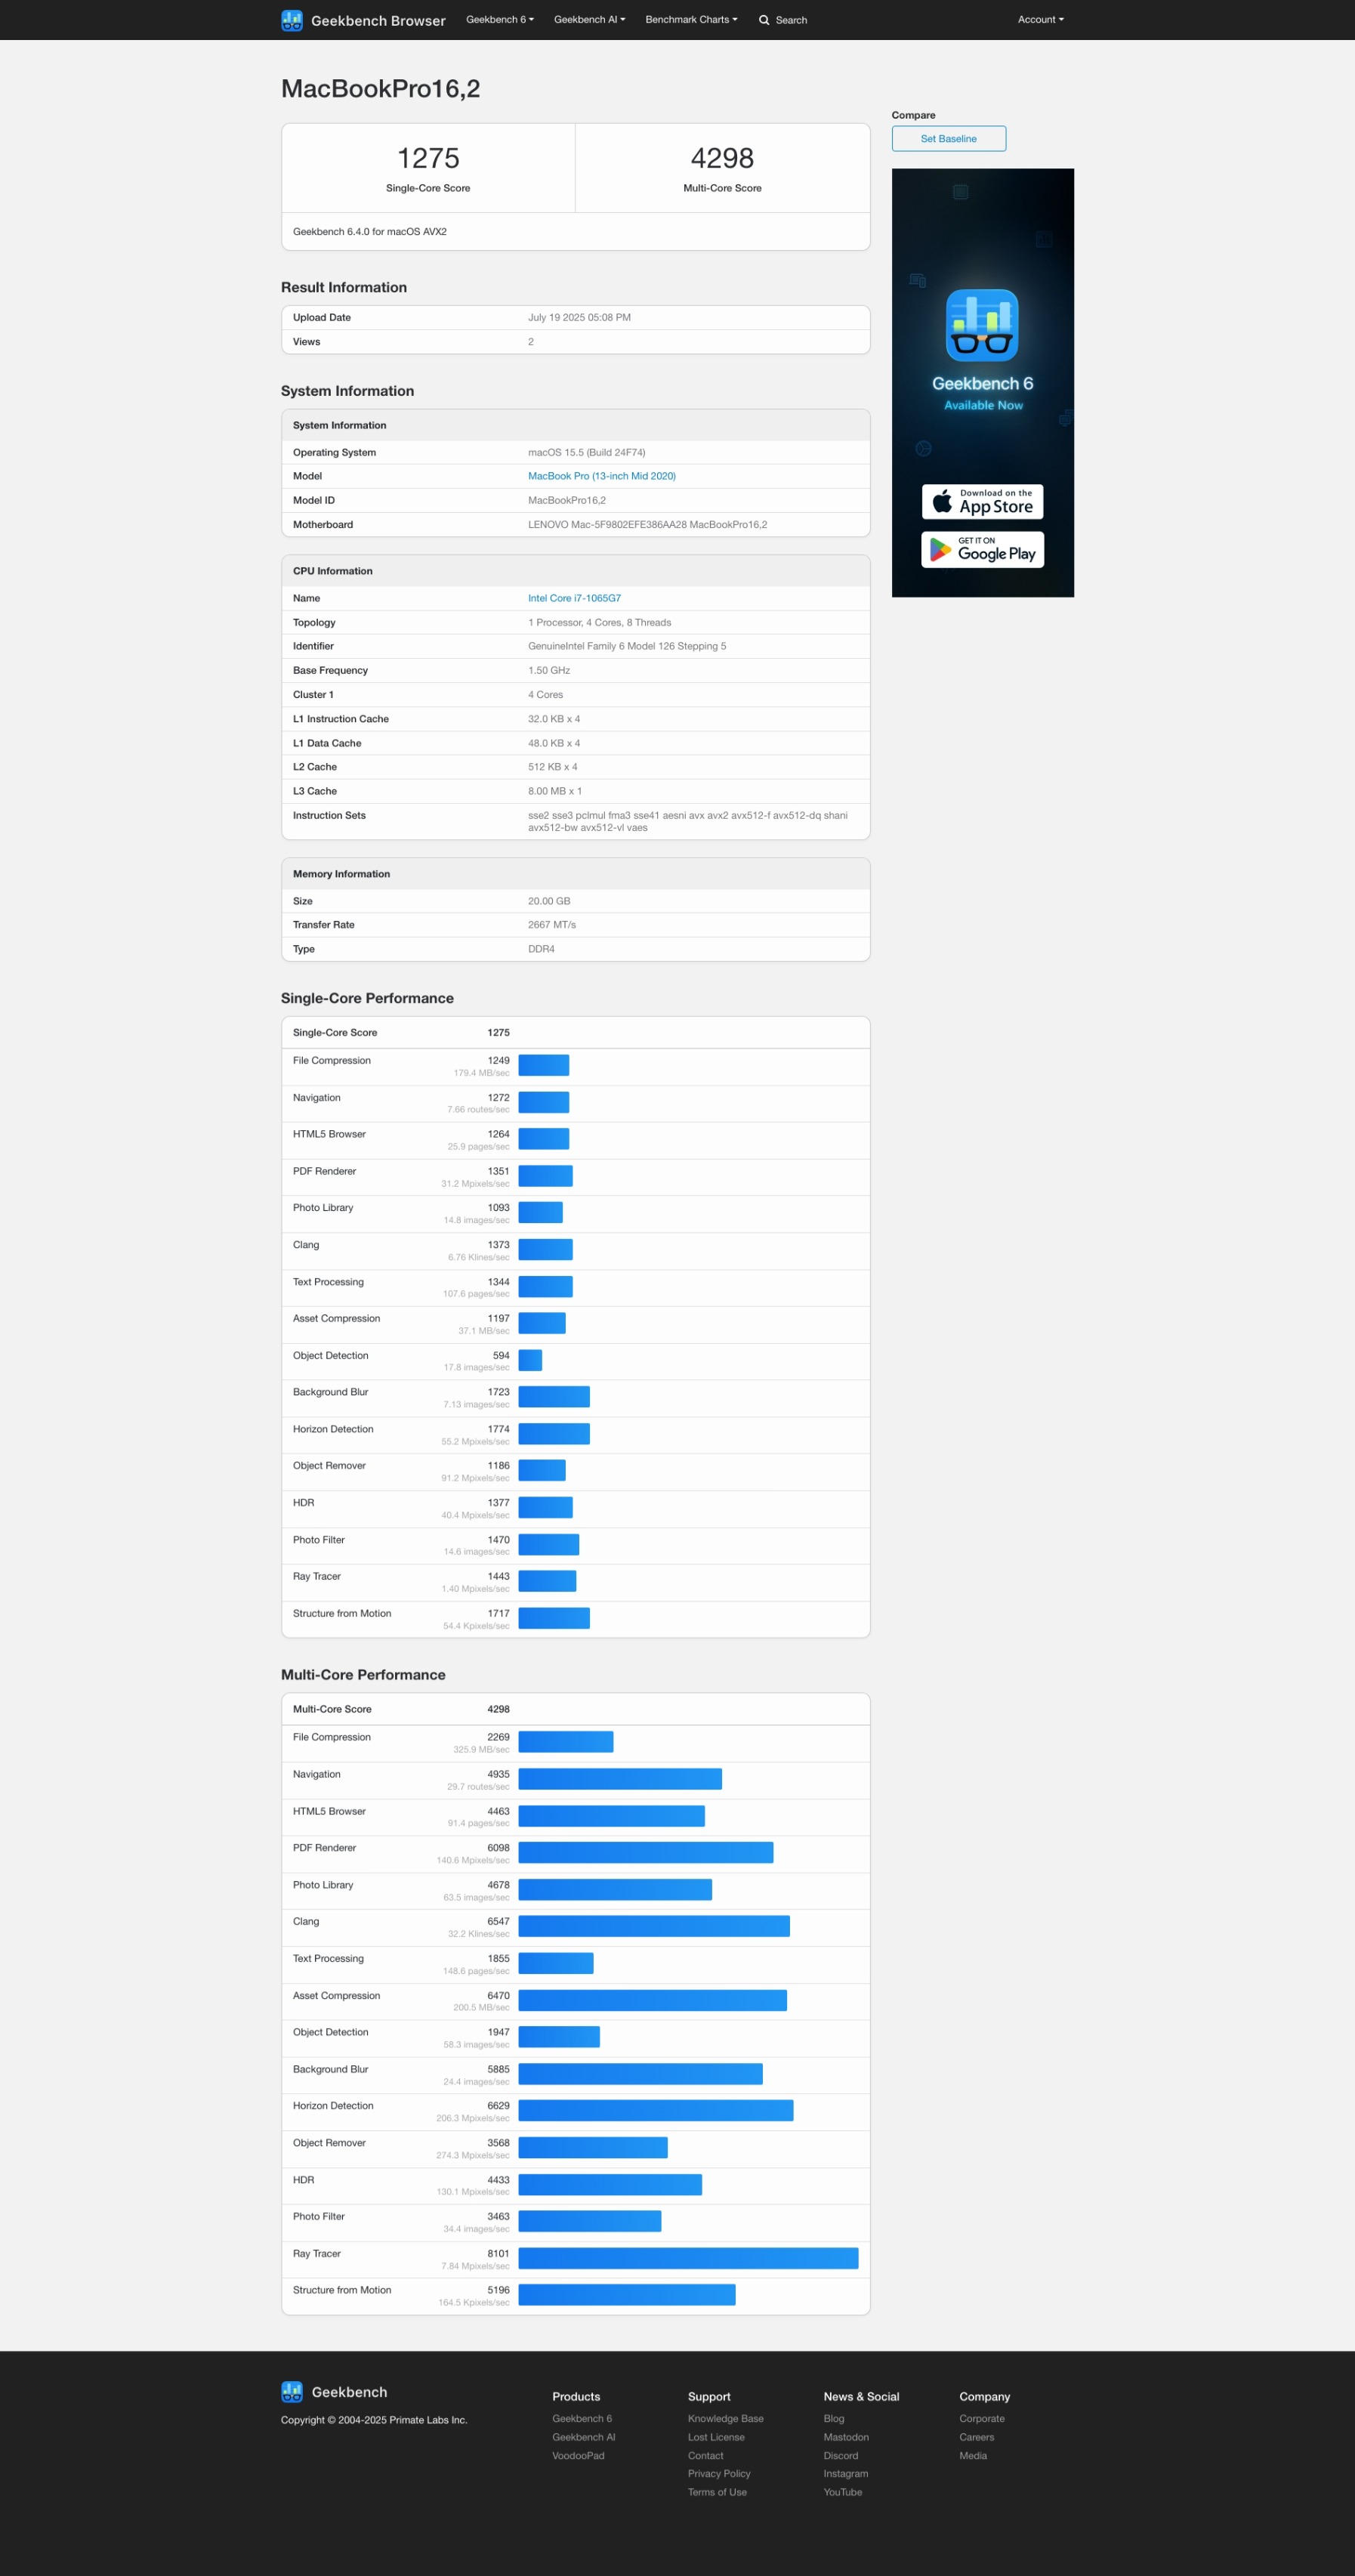 Geekbench Browser Geekbench 6 Geekbench AI Benchmark Charts Search Account
MacBookPro16,2
1275
Single-Core Score
4298
Multi-Core Score
Geekbench 6.4.0 for macOS AVX2
Compare
Set Baseline
Geekbench 6
Available Now
Download on the
App Store
GET IT ON
Google Play
Result Information
Upload Date July 19 2025 05:08 PM
Views 2
System Information
System Information
Operating System macOS 15.5 (Build 24F74)
Model MacBook Pro (13-inch Mid 2020)
Model ID MacBookPro16,2
Motherboard LENOVO Mac-5F9802EFE386AA28 MacBookPro16,2
CPU Information
Name Intel Core i7-1065G7
Topology 1 Processor, 4 Cores, 8 Threads
Identifier GenuineIntel Family 6 Model 126 Stepping 5
Base Frequency 1.50 GHz
Cluster 1 4 Cores
L1 Instruction Cache 32.0 KB x 4
L1 Data Cache 48.0 KB x 4
L2 Cache 512 KB x 4
L3 Cache 8.00 MB x 1
Instruction Sets sse2 sse3 pclmul fma3 sse41 aesni avx avx2 avx512-f avx512-dq shani
avx512-bw avx512-vl vaes
Memory Information
Size 20.00 GB
Transfer Rate 2667 MT/s
Type DDR4
Single-Core Performance
Single-Core Score 1275
File Compression 1249
179.4 MB/sec
Navigation 1272
7.66 routes/sec
HTML5 Browser 1264
25.9 pages/sec
PDF Renderer 1351
31.2 Mpixels/sec
Photo Library 1093
14.8 images/sec
Clang 1373
6.76 Klines/sec
Text Processing 1344
107.6 pages/sec
Asset Compression 1197
37.1 MB/sec
Object Detection 594
17.8 images/sec
Background Blur 1723
7.13 images/sec
Horizon Detection 1774
55.2 Mpixels/sec
Object Remover 1186
91.2 Mpixels/sec
HDR 1377
40.4 Mpixels/sec
Photo Filter 1470
14.6 images/sec
Ray Tracer 1443
1.40 Mpixels/sec
Structure from Motion 1717
54.4 Kpixels/sec
Multi-Core Performance
Multi-Core Score 4298
File Compression 2269
325.9 MB/sec
Navigation 4935
29.7 routes/sec
HTML5 Browser 4463
91.4 pages/sec
PDF Renderer 6098
140.6 Mpixels/sec
Photo Library 4678
63.5 images/sec
Clang 6547
32.2 Klines/sec
Text Processing 1855
148.6 pages/sec
Asset Compression 6470
200.5 MB/sec
Object Detection 1947
58.3 images/sec
Background Blur 5885
24.4 images/sec
Horizon Detection 6629
206.3 Mpixels/sec
Object Remover 3568
274.3 Mpixels/sec
HDR 4433
130.1 Mpixels/sec
Photo Filter 3463
34.4 images/sec
Ray Tracer 8101
7.84 Mpixels/sec
Structure from Motion 5196
164.5 Kpixels/sec
Geekbench
Copyright © 2004-2025 Primate Labs Inc.
Products
Geekbench 6
Geekbench AI
VoodooPad
Support
Knowledge Base
Lost License
Contact
Privacy Policy
Terms of Use
News & Social
Blog
Mastodon
Discord
Instagram
YouTube
Company
Corporate
Careers
Media